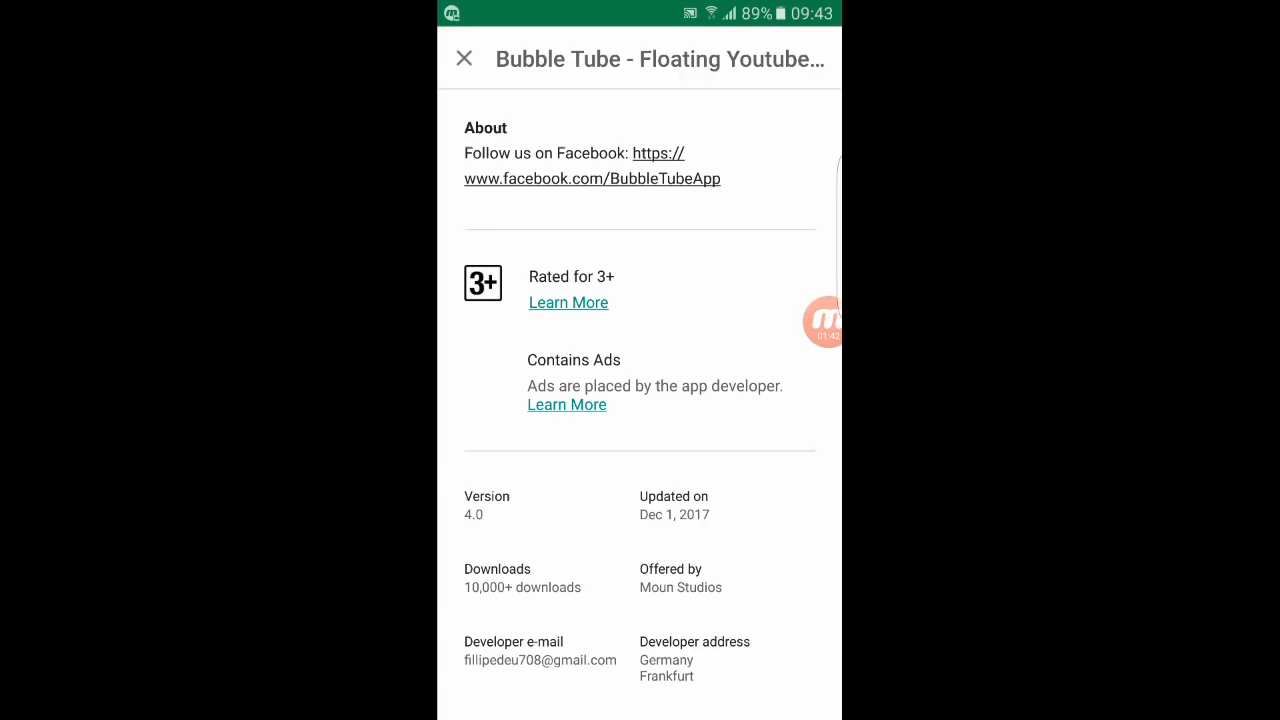 89% 09:43
Bubble Tube - Floating Youtube...
About
Follow us on Facebook: https://
www.facebook.com/BubbleTubeApp
3+
Rated for 3+
Learn More
m
01:42
Contains Ads
Ads are placed by the app developer.
Learn More
Version
4.0
Updated on
Dec 1, 2017
Downloads
10,000+ downloads
Offered by
Moun Studios
Developer e-mail
fillipedeu708@gmail.com
Developer address
Germany
Frankfurt